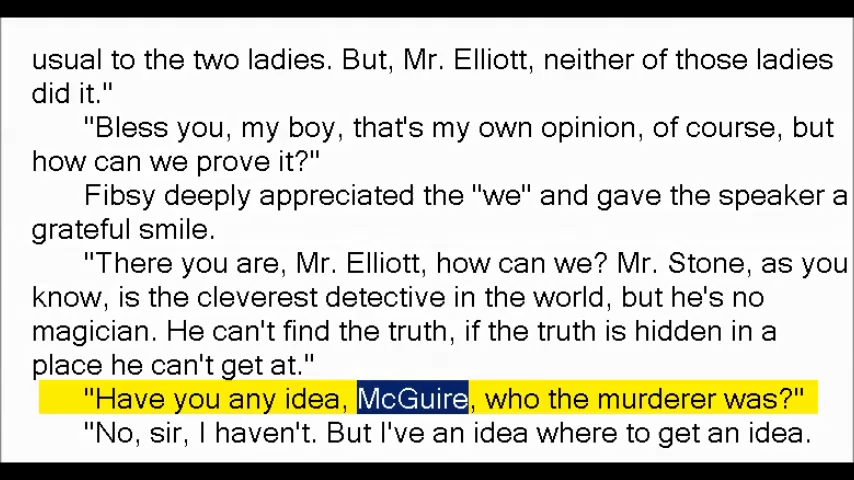 usual to the two ladies. But, Mr. Elliott, neither of those ladies
did it."
"Bless you, my boy, that's my own opinion, of course, but
how can we prove it?"
Fibsy deeply appreciated the "we" and gave the speaker a
grateful smile.
"There you are, Mr. Elliott, how can we? Mr. Stone, as you
know, is the cleverest detective in the world, but he's no
magician. He can't find the truth, if the truth is hidden in a
place he can't get at."
"Have you any idea, McGuire, who the murderer was?"
"No, sir, I haven't. But I've an idea where to get an idea.